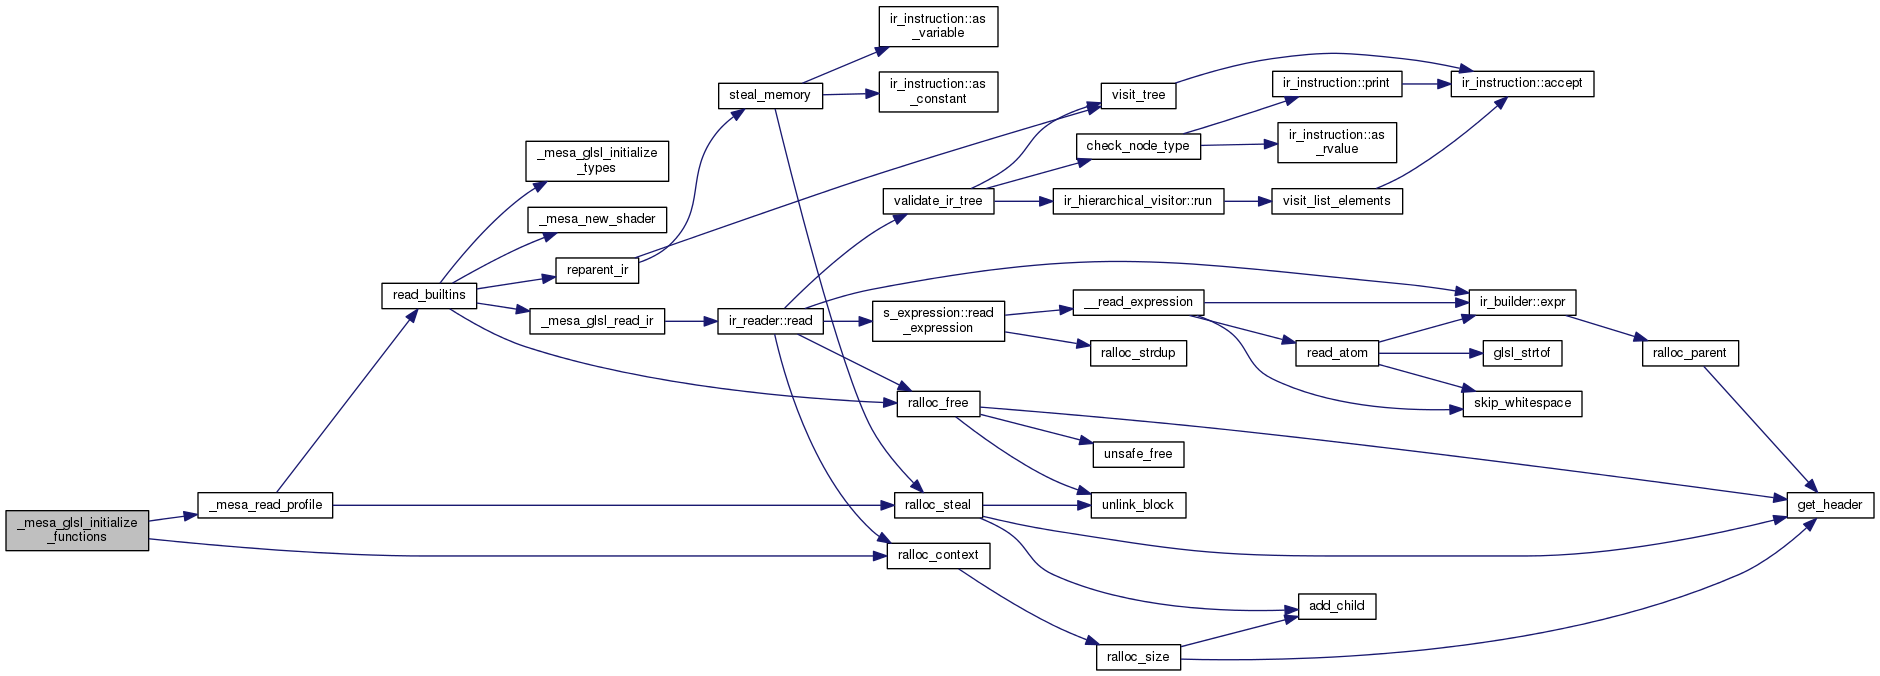 _mesa_glsl_initialize
_functions
_mesa_read_profile
read_builtins
_mesa_glsl_initialize
_types
_mesa_new_shader
reparent_ir
_mesa_glsl_read_ir
steal_memory
ir_reader::read
ir_instruction::as
_variable
ir_instruction::as
_constant
validate_ir_tree
s_expression::read
_expression
ralloc_free
ralloc_steal
ralloc_context
visit_tree
check_node_type
ir_hierarchical_visitor::run
__read_expression
ralloc_strdup
unsafe_free
unlink_block
ralloc_size
ir_instruction::print
ir_instruction::as
_rvalue
visit_list_elements
read_atom
add_child
ir_instruction::accept
ir_builder::expr
glsl_strtof
skip_whitespace
ralloc_parent
get_header